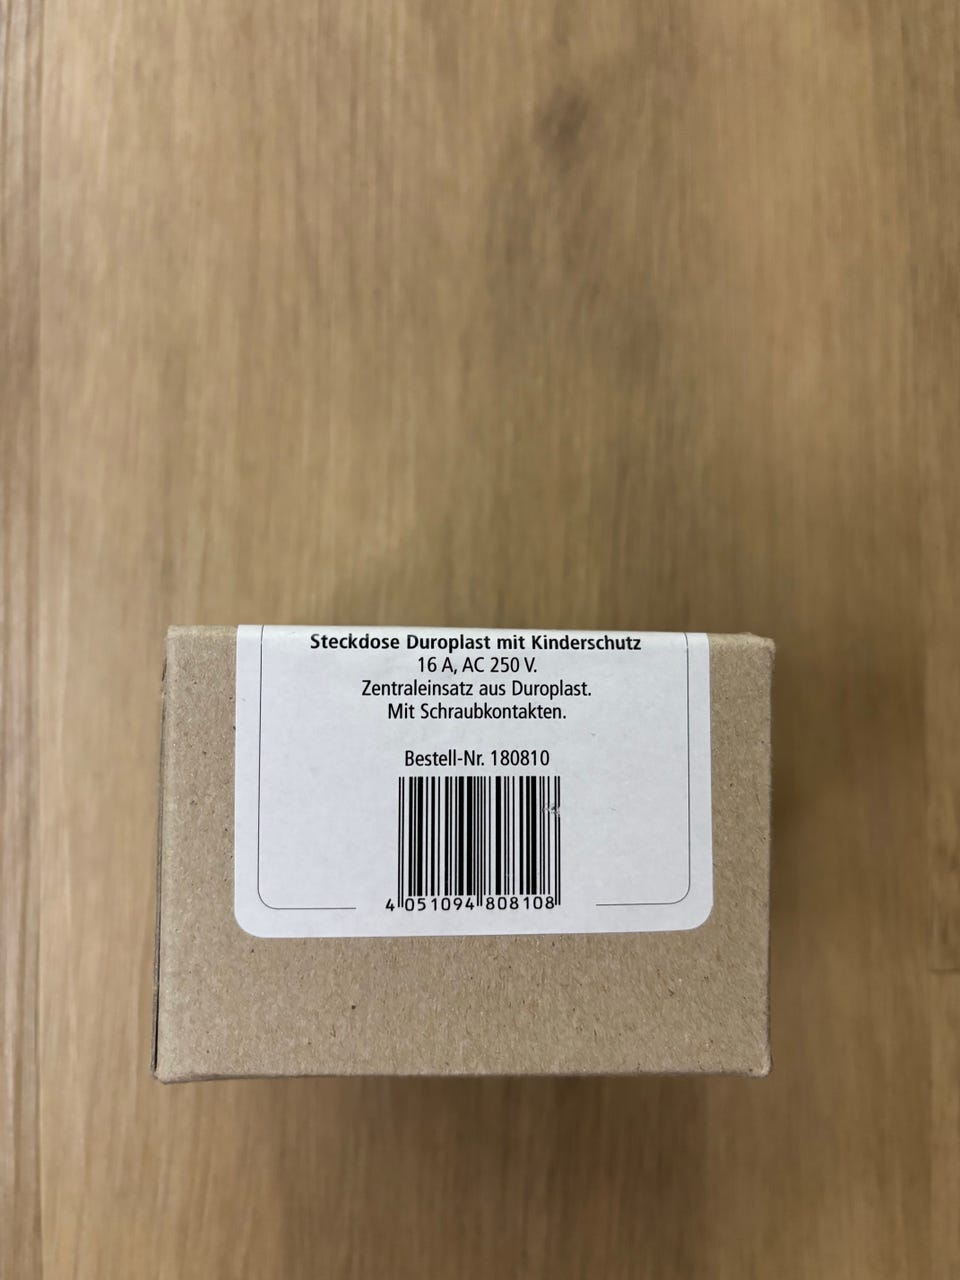 Steckdose Duroplast mit Kinderschutz
16 A, AC 250 V.
Zentraleinsatz aus Duroplast.
Mit Schraubkontakten.
Bestell-Nr. 180810
4 051094 808108